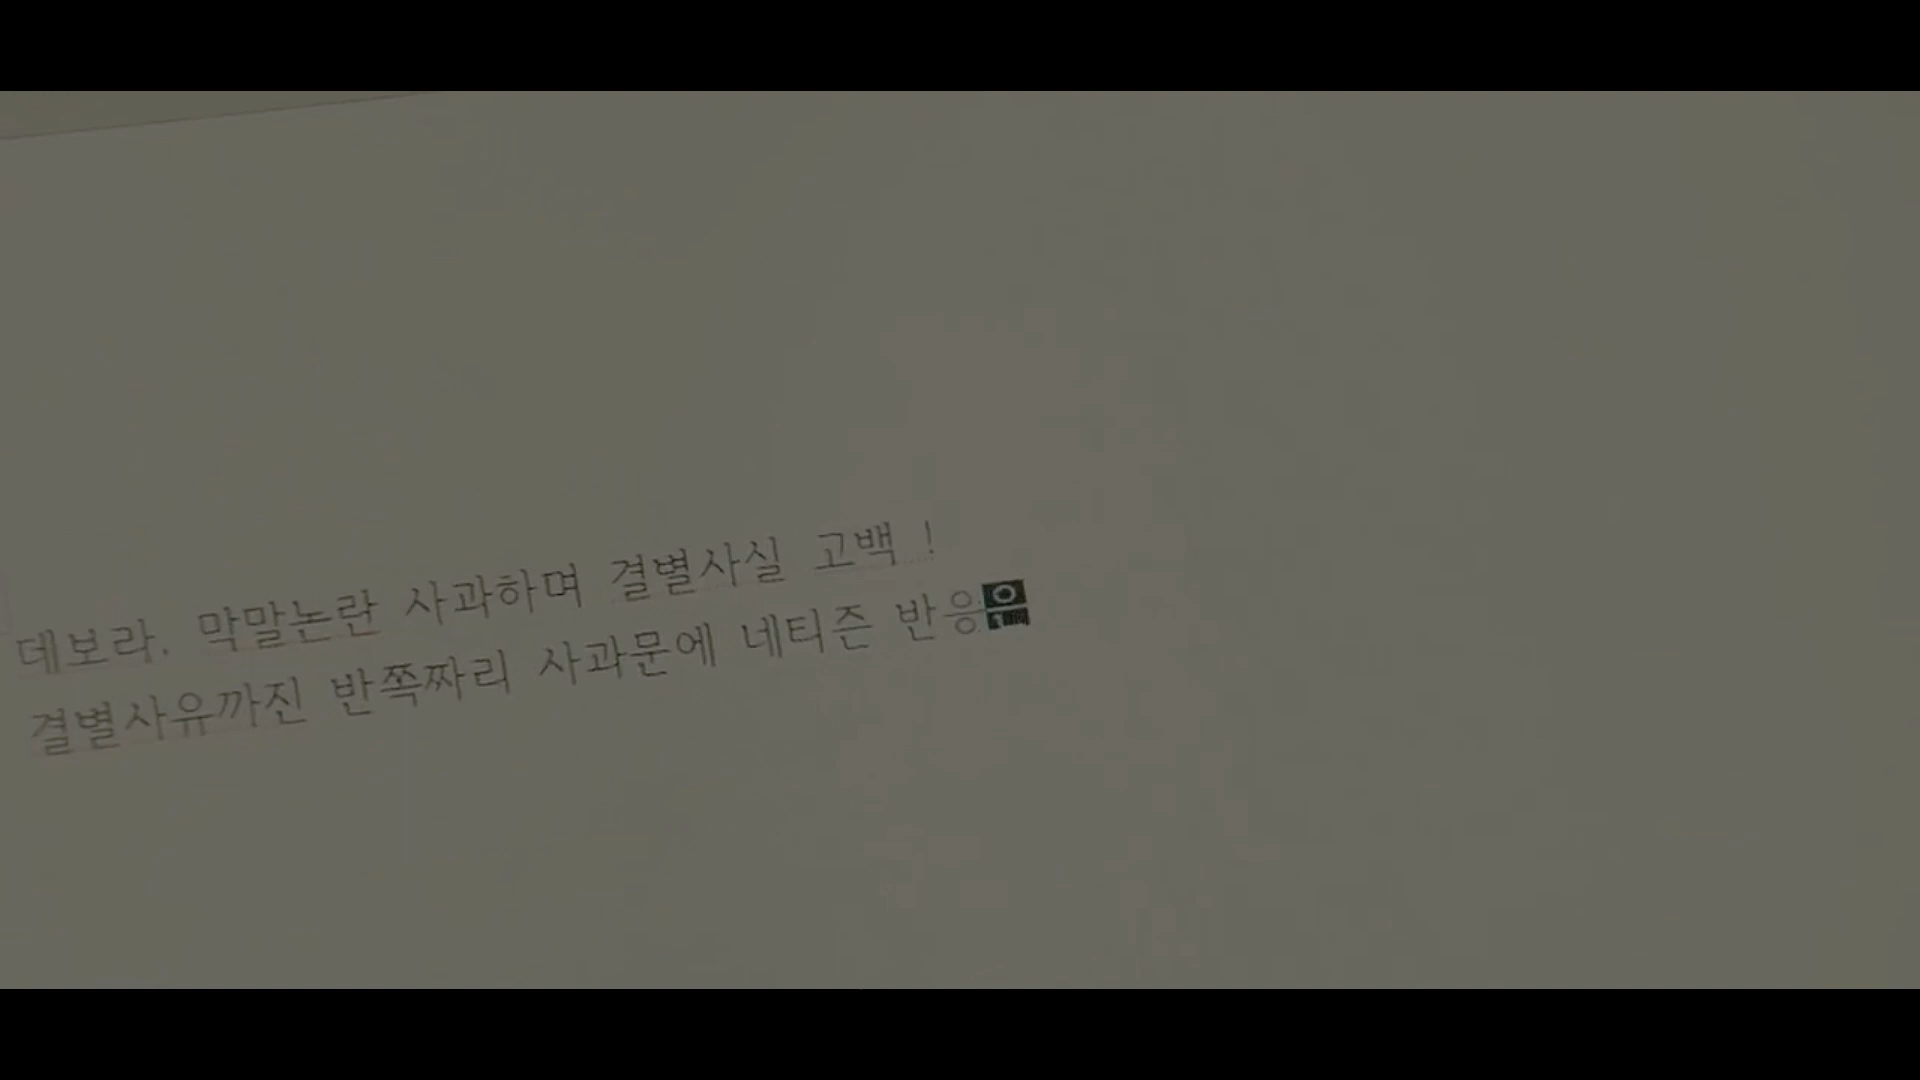 데보라. 막말논란 사과하며 결별사실 고백 !
결별사유까진 반쪽짜리 사과문에 네티즌 반응은